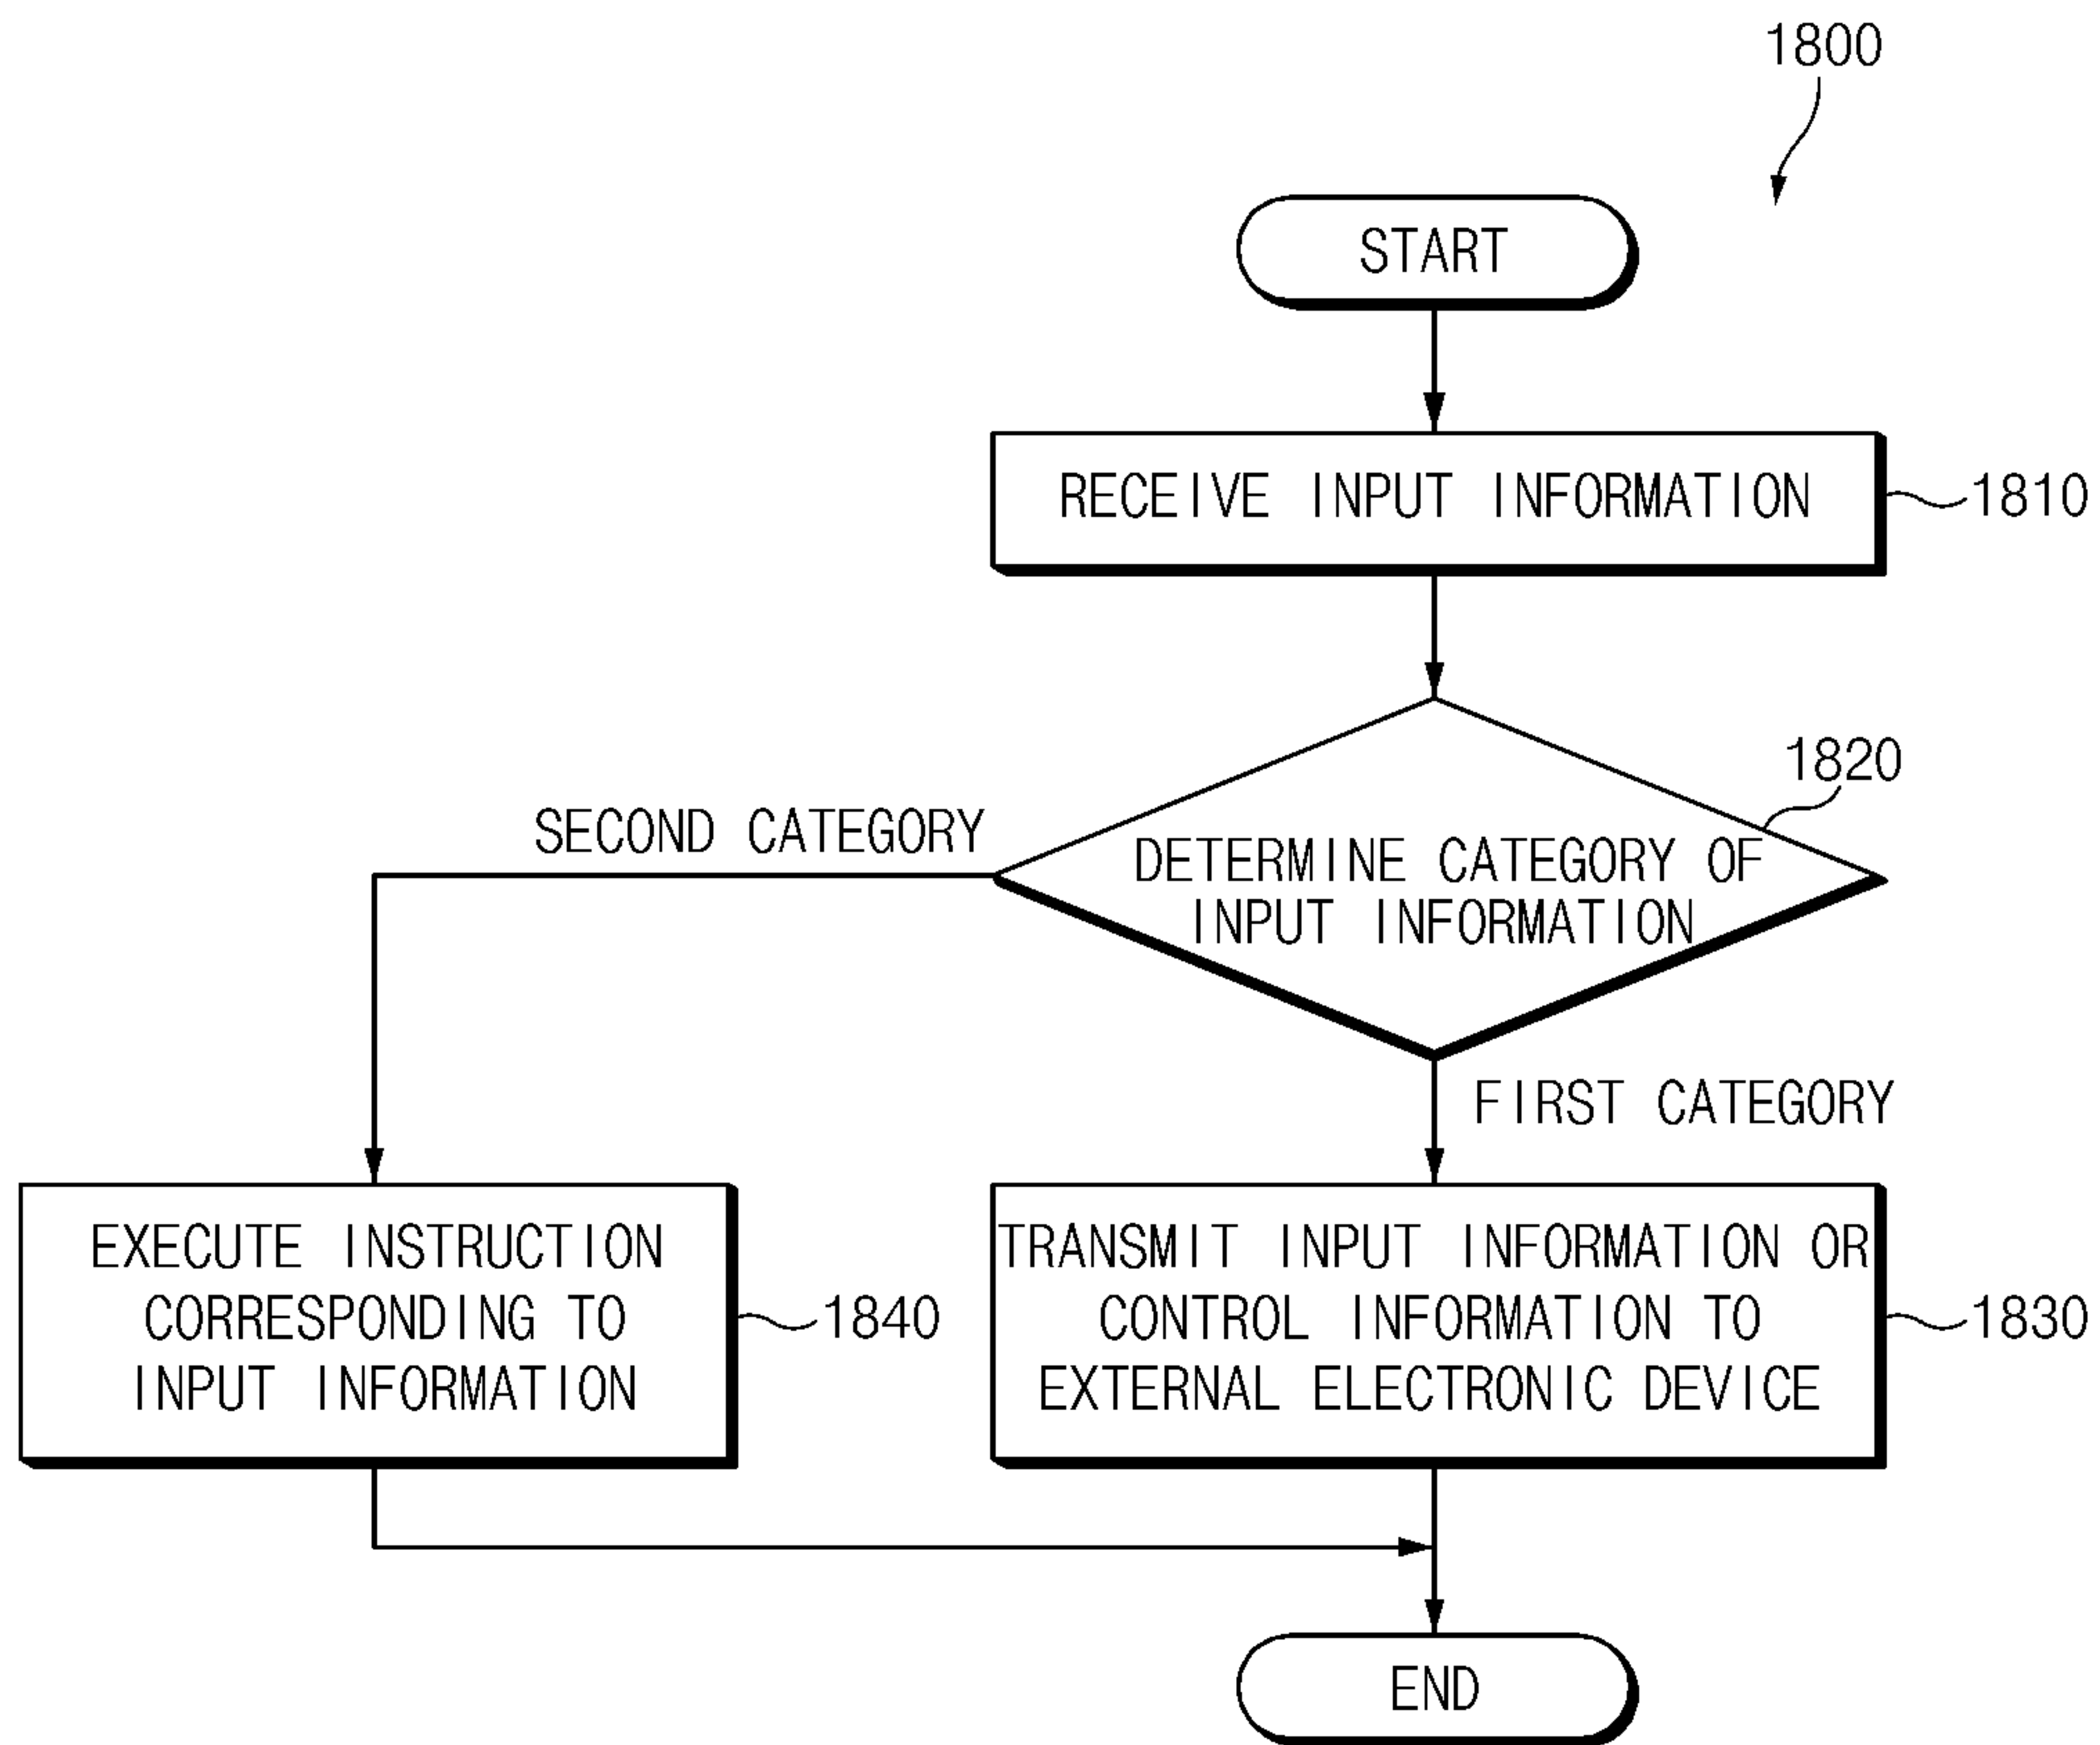 1800
START
RECEIVE INPUT INFORMATION
1810
1820
SECOND CATEGORY
DETERMINE CATEGORY OF
INPUT INFORMATION
FIRST CATEGORY
EXECUTE INSTRUCTION
CORRESPONDING TO
INPUT INFORMATION
1840
TRANSMIT INPUT INFORMATION OR
CONTROL INFORMATION TO
EXTERNAL ELECTRONIC DEVICE
1830
END